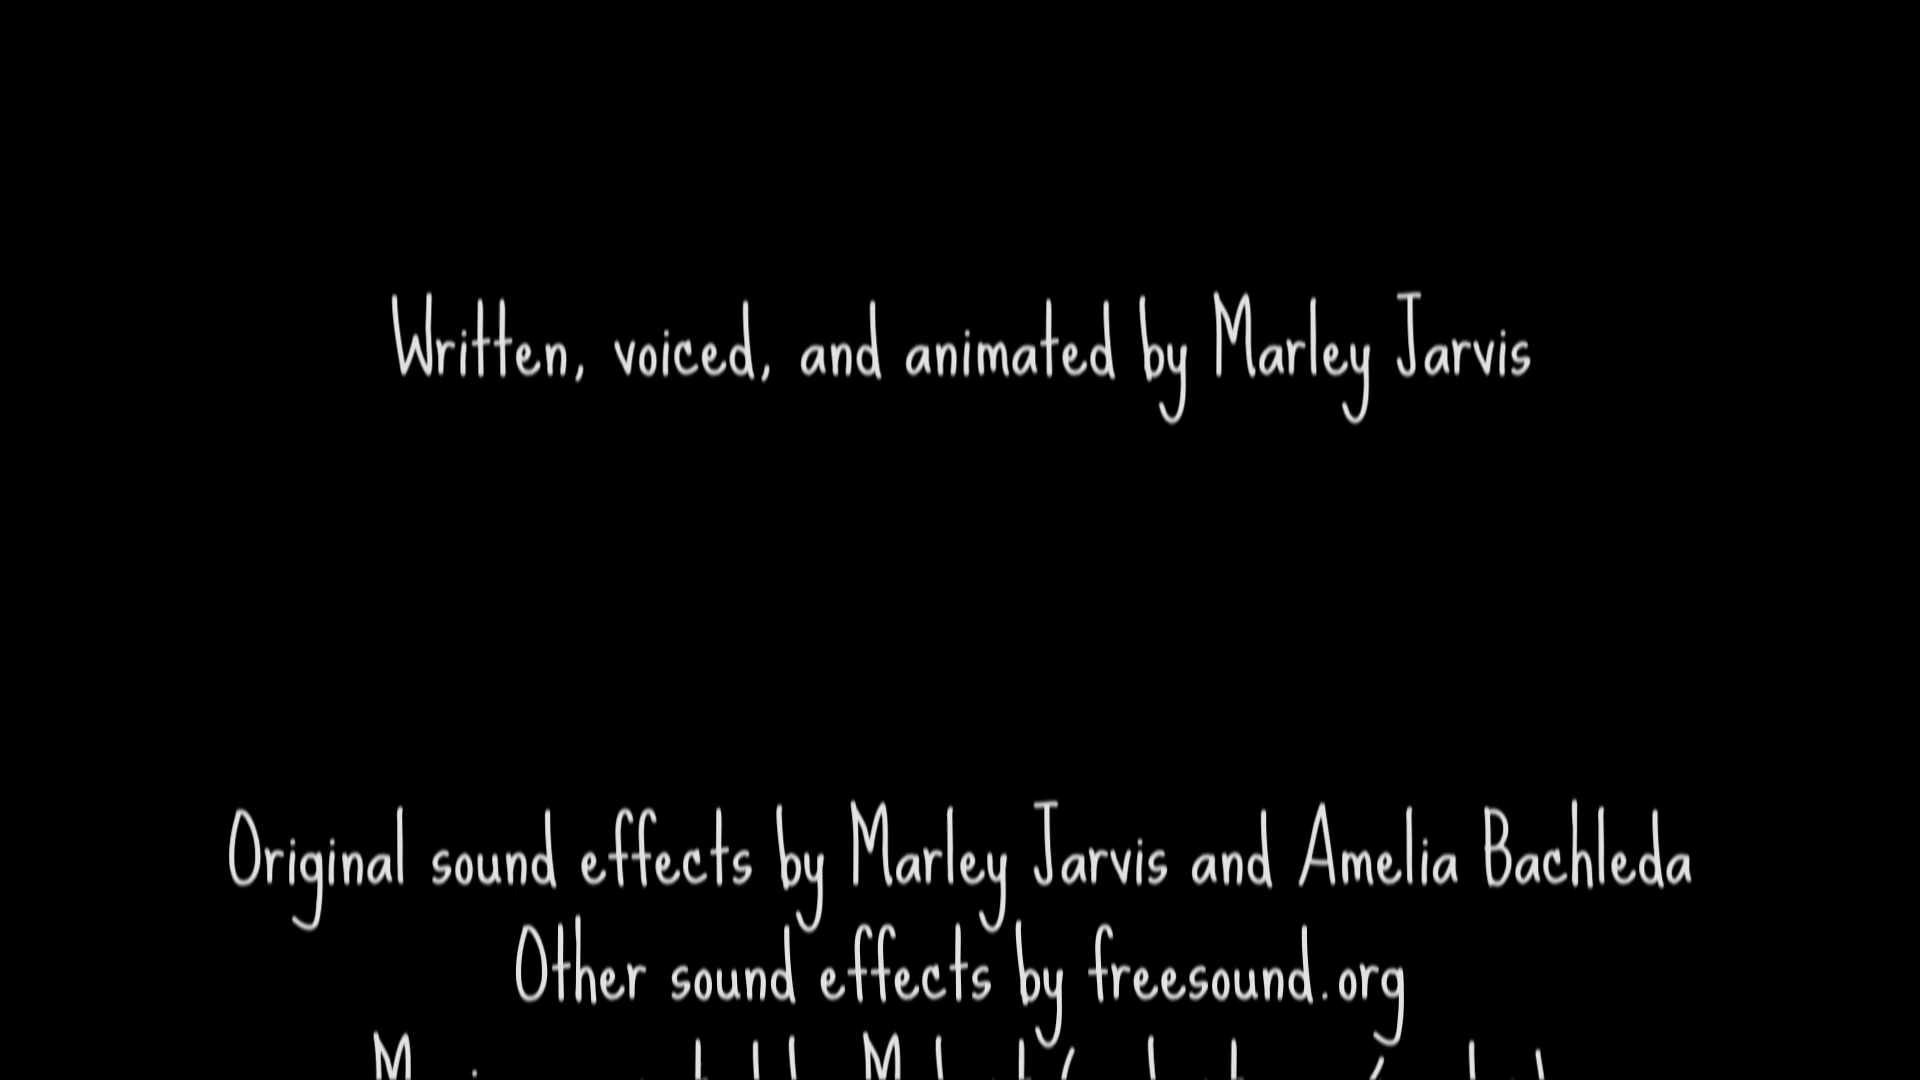 Written, voiced, and animated by Marley Jarvis
Original sound effects by Marley Jarvis and Amelia Bachleda
Other sound effects by freesound.org